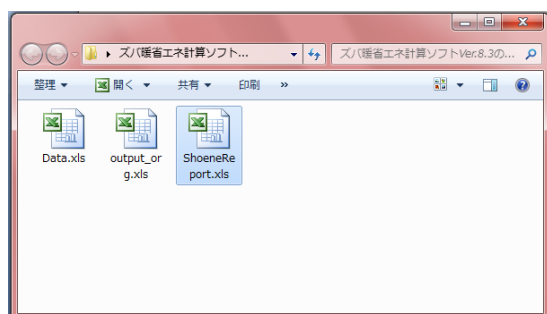 ズバ暖省エネ計算ソフト...
ズバ暖省エネ計算ソフトVer.8.3の...
整理 開く 共有 印刷 »
Data.xls
output_or
g.xls
ShoeneRe
port.xls